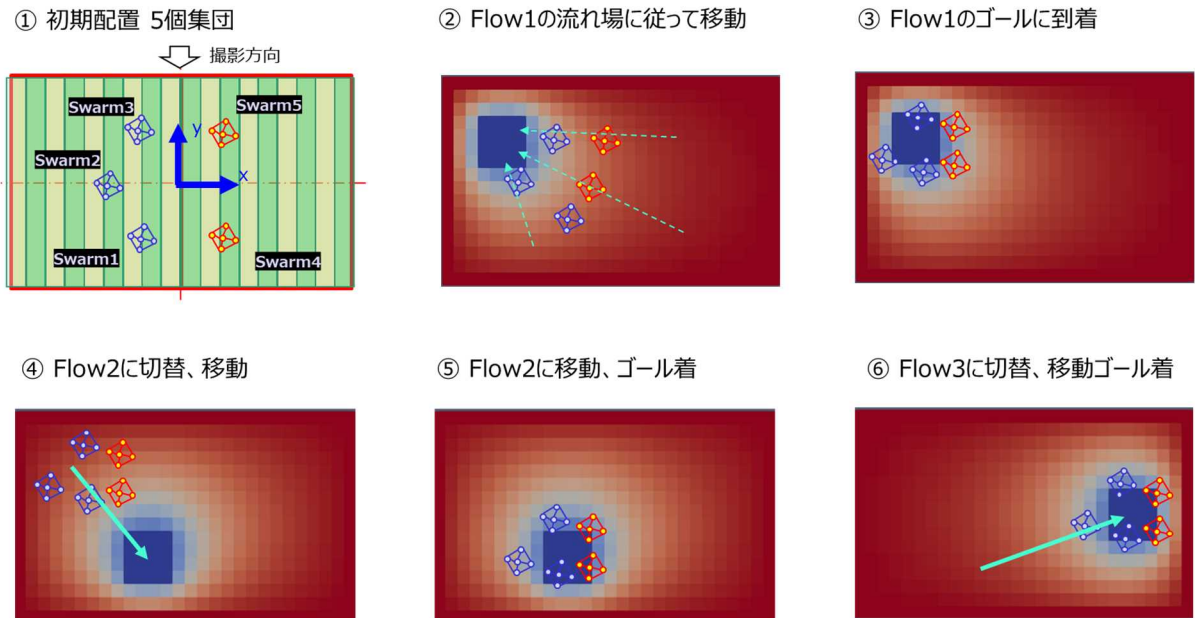 ① 初期配置 5個集団
撮影方向
Swarm3
Swarm5
y
Swarm2
x
Swarm1
Swarm4
② Flow1の流れ場に従って移動
③ Flow1のゴールに到着
④ Flow2に切替、移動
⑤ Flow2に移動、ゴール着
⑥ Flow3に切替、移動ゴール着